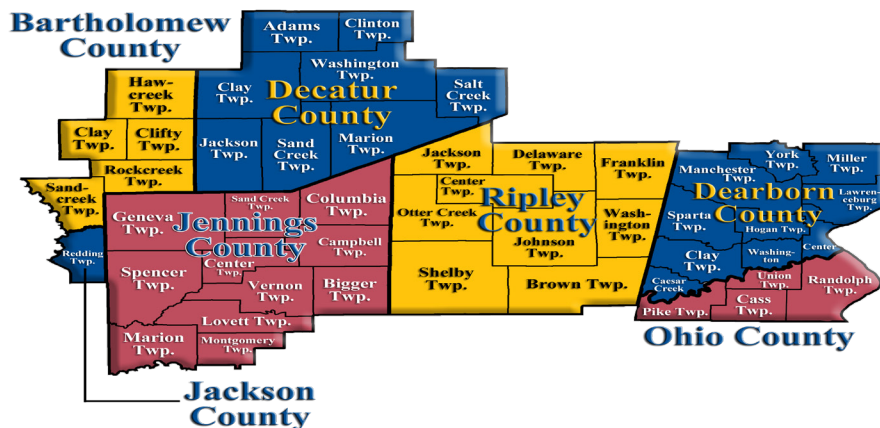 Bartholomew
County
Adams
Twp.
Clinton
Twp.
Washington
Twp.
Haw-
creek
Twp.
Clay
Twp.
Decatur
County
Salt
Creek
Twp.
Clay
Twp.
Clifty
Twp.
Jackson
Twp.
Sand
Creek
Twp.
Marion
Twp.
Rockcreek
Twp.
Sand-
creek
Twp.
Redding
Twp.
Geneva
Twp.
Sand Creek
Twp.
Columbia
Twp.
Jennings
County
Campbell
Twp.
Spencer
Twp.
Center
Twp.
Vernon
Twp.
Bigger
Twp.
Lovett Twp.
Marion
Twp.
Montgomery
Twp.
Jackson
County
Jackson
Twp.
Delaware
Twp.
Franklin
Twp.
Center
Twp.
Ripley
County
Otter Creek
Twp.
Wash-
ington
Twp.
Johnson
Twp.
Shelby
Twp.
Brown Twp.
York
Twp.
Miller
Twp.
Manchester
Twp.
Dearborn
County
Lawren-
ceburg
Twp.
Sparta
Twp.
Hogan Twp.
Clay
Twp.
Washing-
ton
Center
Caesar
Creek
Union
Twp.
Randolph
Twp.
Pike Twp.
Cass
Twp.
Ohio County